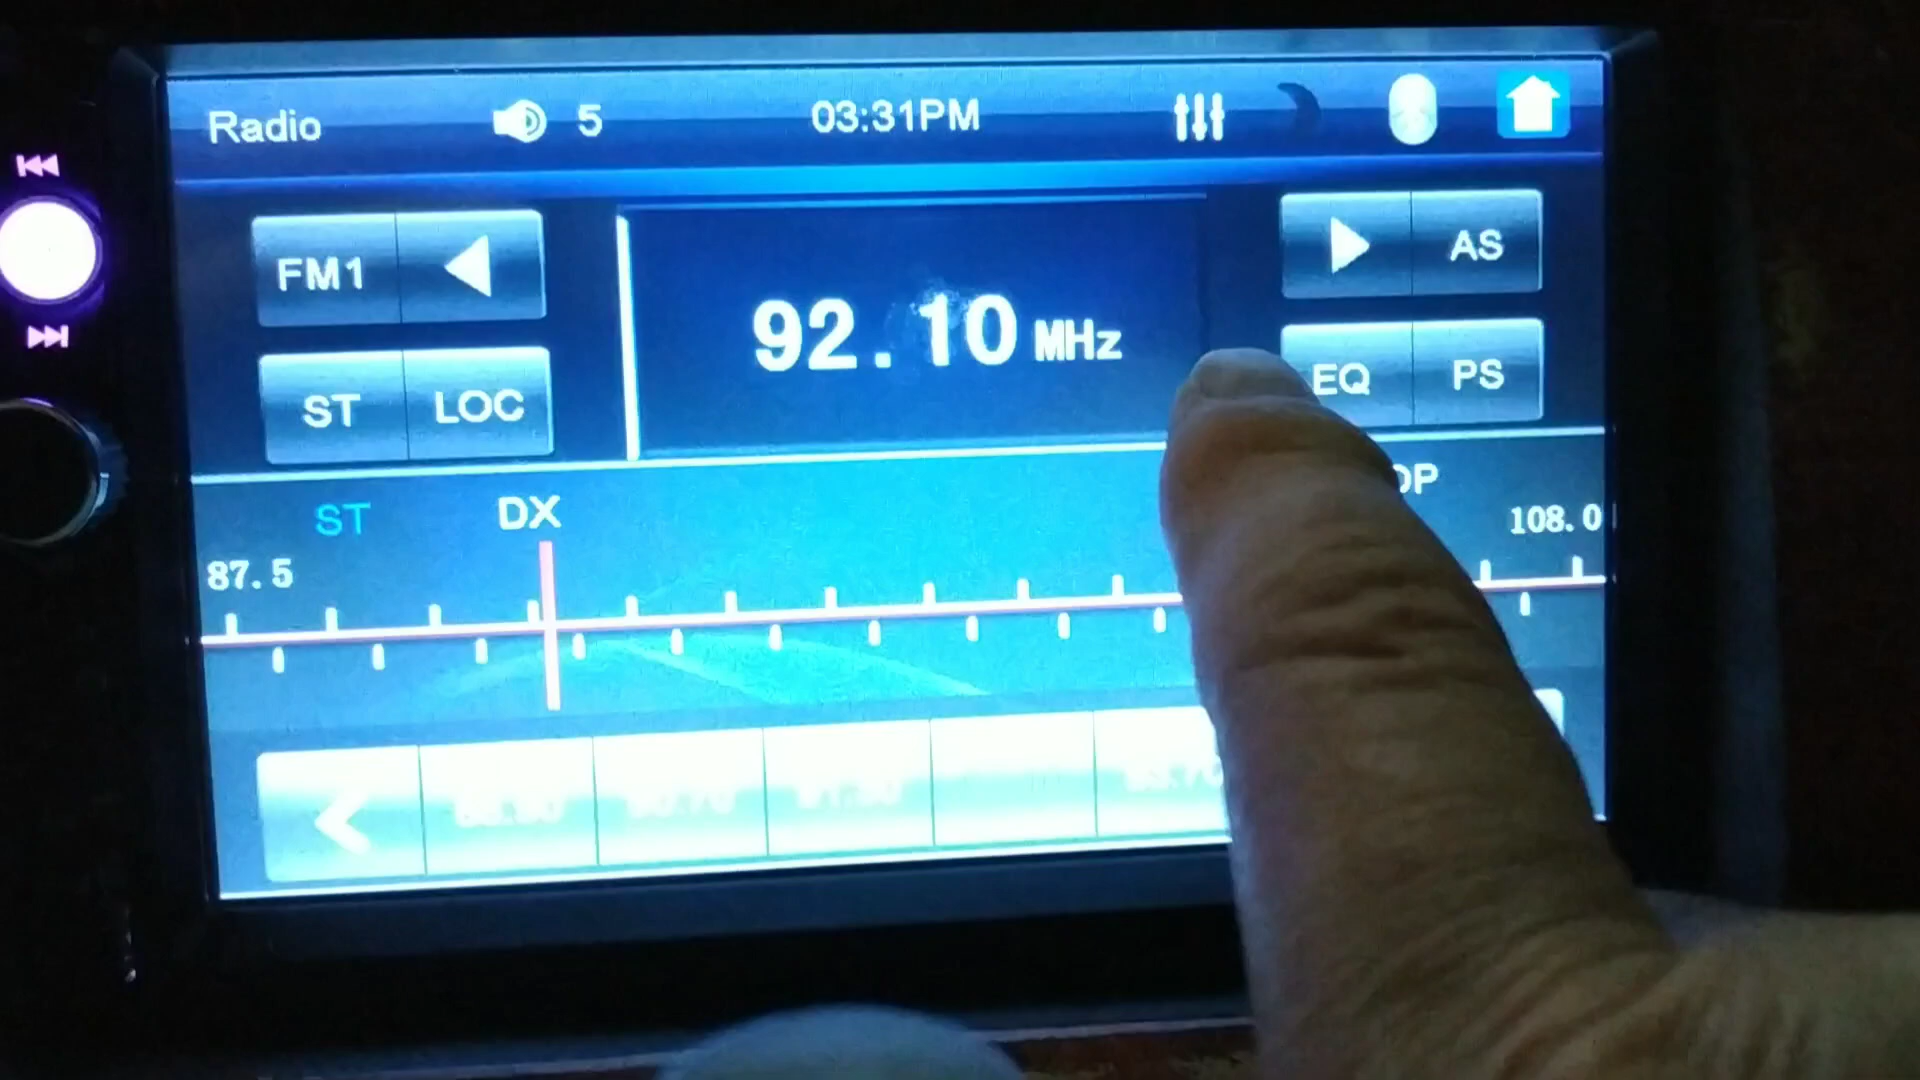 Radio 5 03:31PM
FM1 AS
92.10 MHz
ST LOC EQ PS
ST DX
87.5 108.0